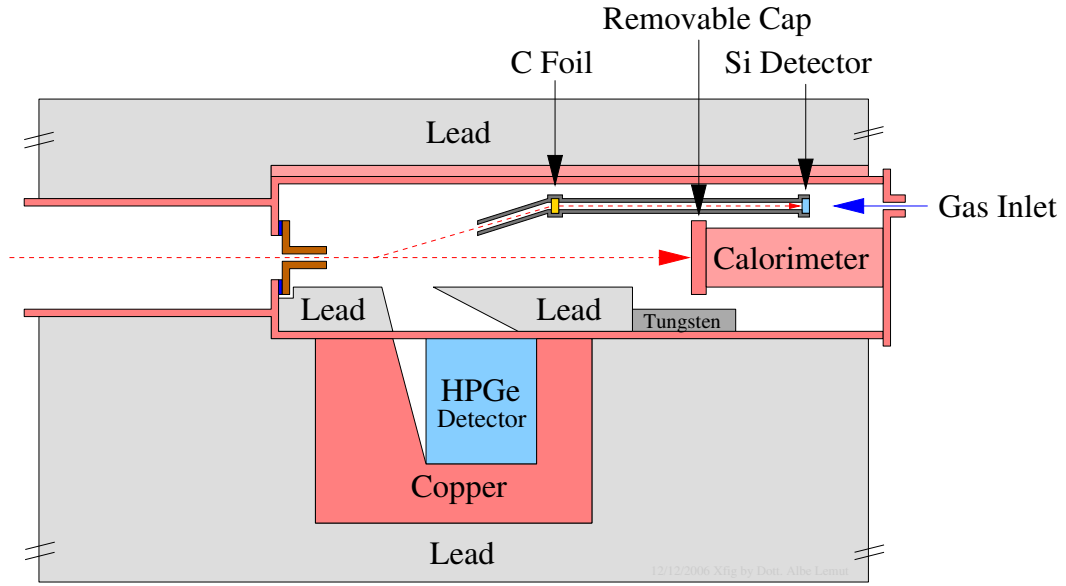 Removable Cap
C Foil
Si Detector
Lead
Gas Inlet
Calorimeter
Lead
Lead
Tungsten
HPGe
Detector
Copper
Lead
12/12/2006 Xfig by Dott. Albe Lemut